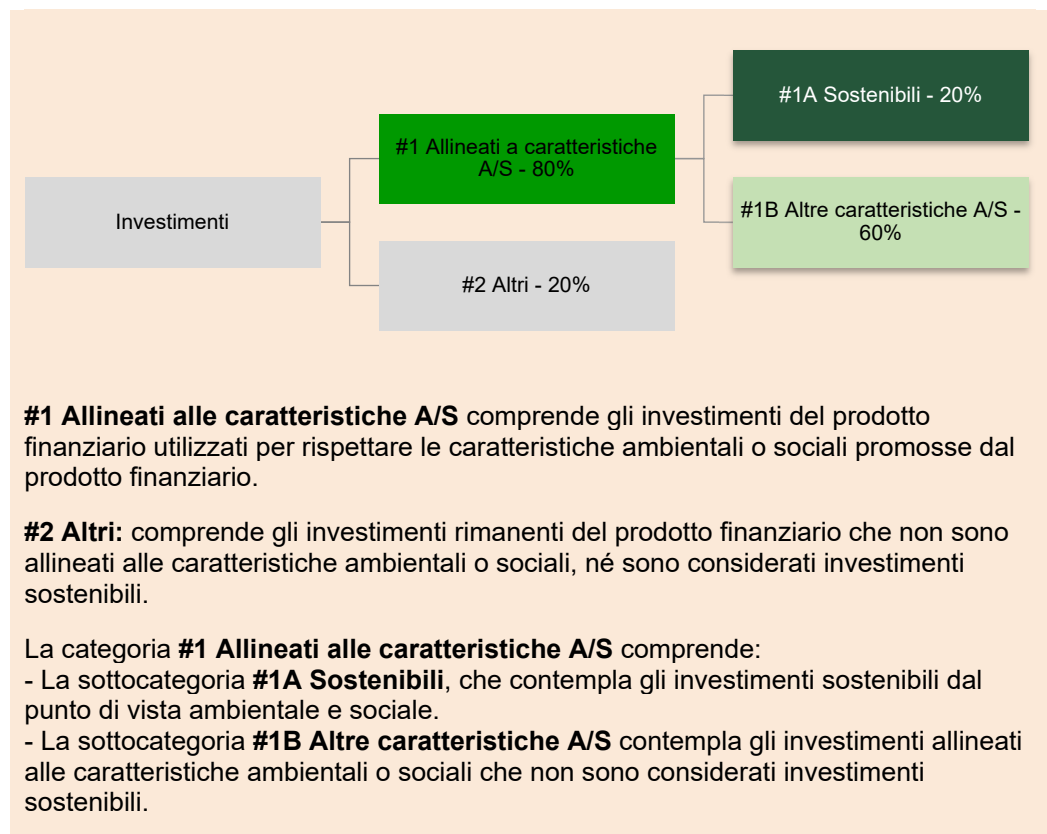 #1A Sostenibili - 20%
#1 Allineati a caratteristiche
A/S - 80%
Investimenti
#1B Altre caratteristiche A/S -
60%
#2 Altri - 20%
#1 Allineati alle caratteristiche A/S comprende gli investimenti del prodotto
finanziario utilizzati per rispettare le caratteristiche ambientali o sociali promosse dal
prodotto finanziario.
#2 Altri: comprende gli investimenti rimanenti del prodotto finanziario che non sono
allineati alle caratteristiche ambientali o sociali, né sono considerati investimenti
sostenibili.
La categoria #1 Allineati alle caratteristiche A/S comprende:
- La sottocategoria #1A Sostenibili, che contempla gli investimenti sostenibili dal
punto di vista ambientale e sociale.
- La sottocategoria #1B Altre caratteristiche A/S contempla gli investimenti allineati
alle caratteristiche ambientali o sociali che non sono considerati investimenti
sostenibili.